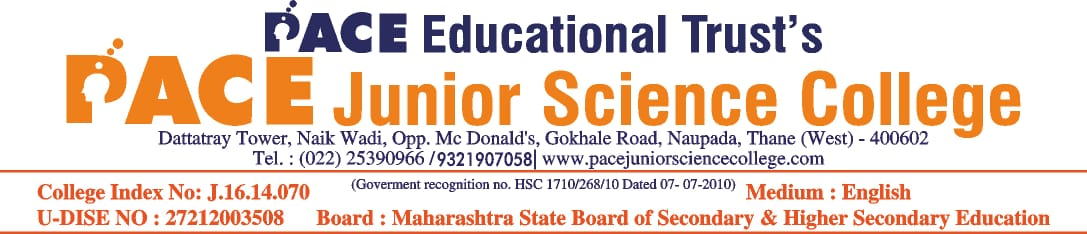 PACE Educational Trust's
PACE Junior Science College
Dattatray Tower, Naik Wadi, Opp. Mc Donald's, Gokhale Road, Naupada, Thane (West) - 400602
Tel. : (022) 25390966 /9321907058| www.pacejuniorsciencecollege.com
College Index No: J.16.14.070 (Goverment recognition no. HSC 1710/268/10 Dated 07- 07-2010) Medium : English
U-DISE NO : 27212003508 Board : Maharashtra State Board of Secondary & Higher Secondary Education